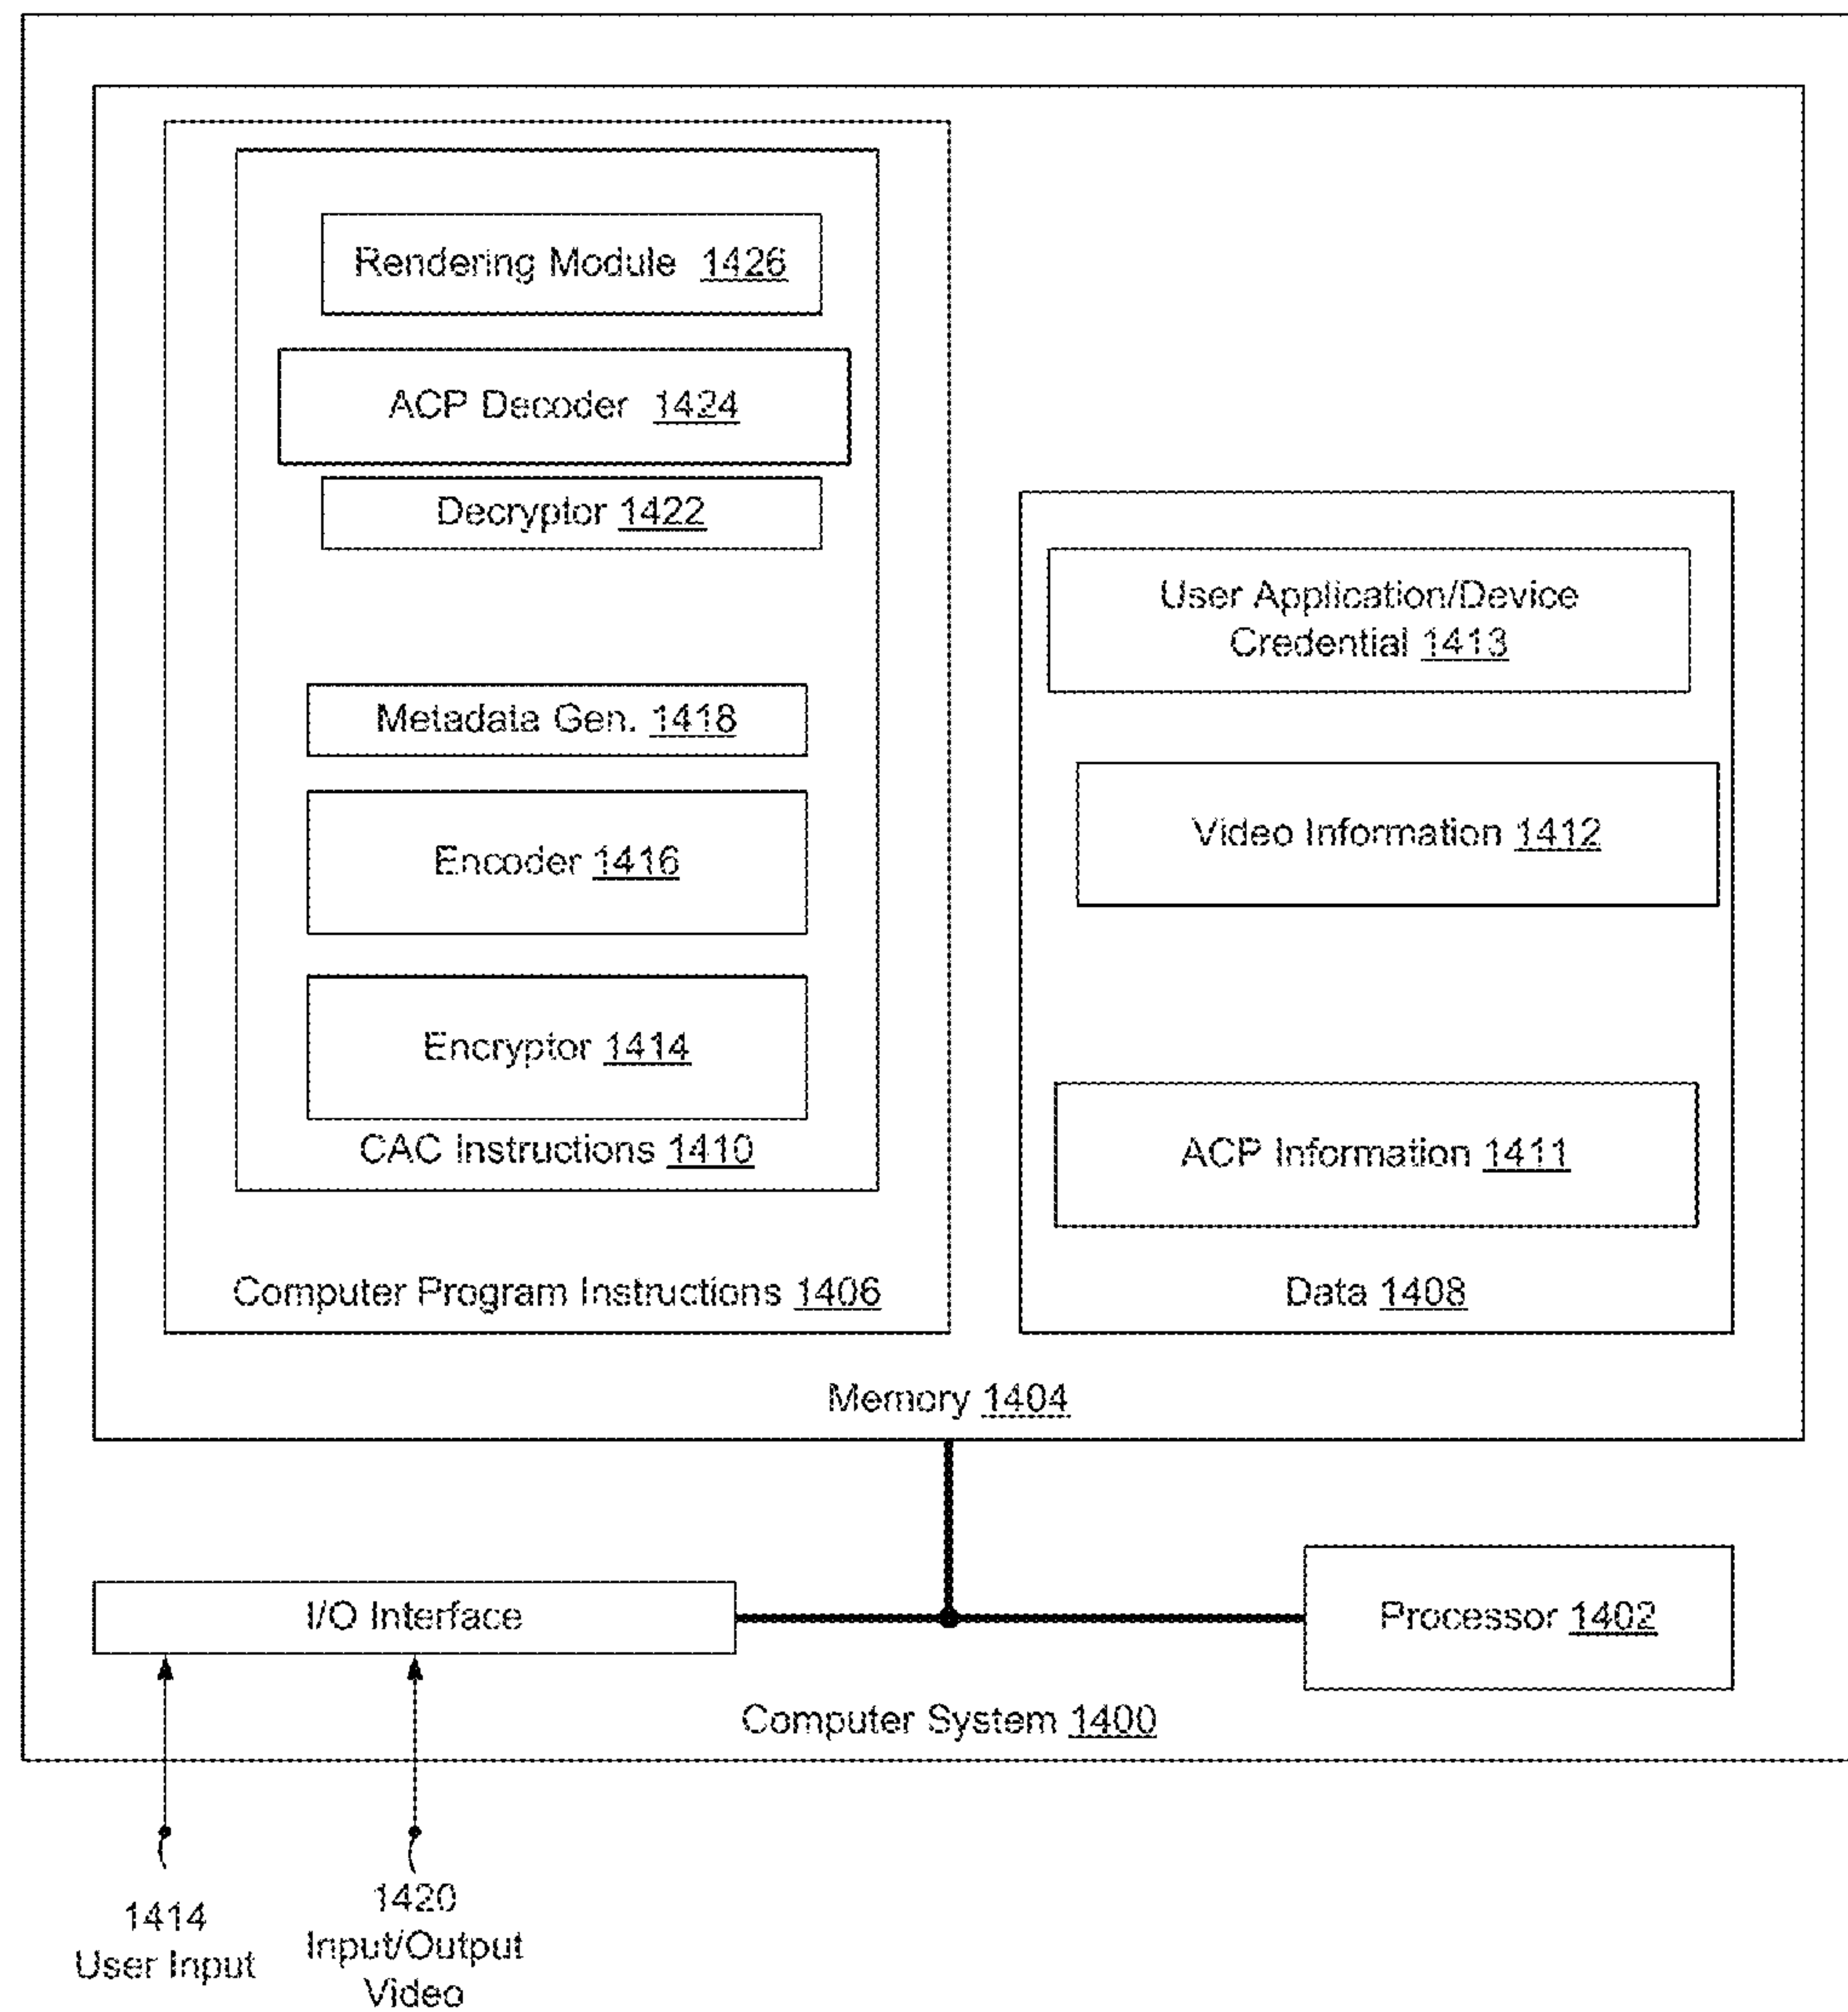 Rendering Module 1426
ACP Decoder 1424
Decryptor 1422
Metadata Gen. 1418
Encoder 1416
Encryptor 1414
CAC Instructions 1410
Computer Program Instructions 1406
User Application/Device
Credential 1413
Video Information 1412
ACP Information 1411
Data 1408
Memory 1404
I/O Interface
Processor 1402
Computer System 1400
1414
User Input
1420
Input/Output
Video